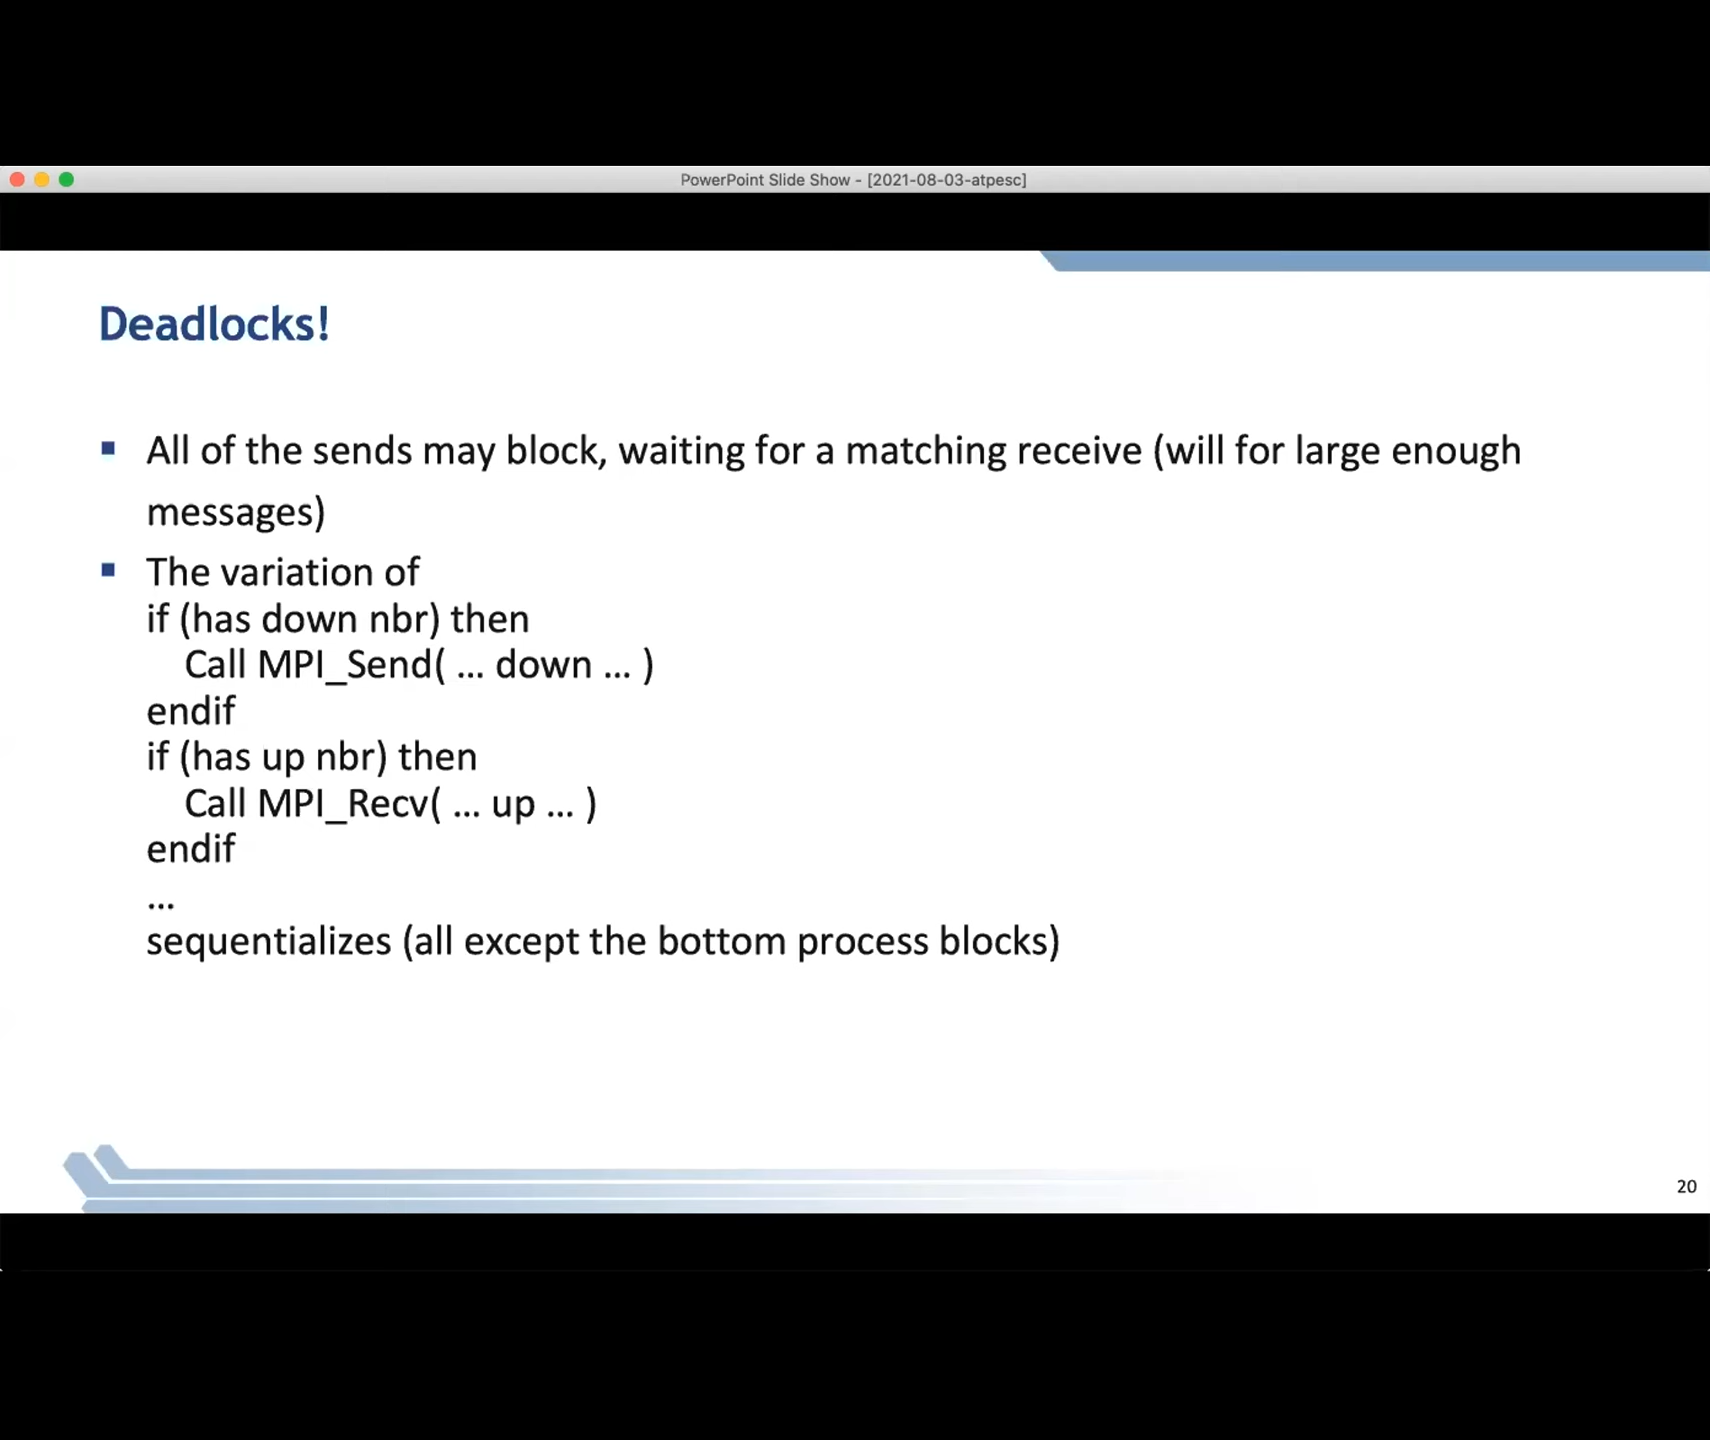 PowerPoint Slide Show - [2021-08-03-atpesc]
Deadlocks!
▪ All of the sends may block, waiting for a matching receive (will for large enough
messages)
▪ The variation of
if (has down nbr) then
Call MPI_Send( ... down ... )
endif
if (has up nbr) then
Call MPI_Recv( ... up ... )
endif
...
sequentializes (all except the bottom process blocks)
20